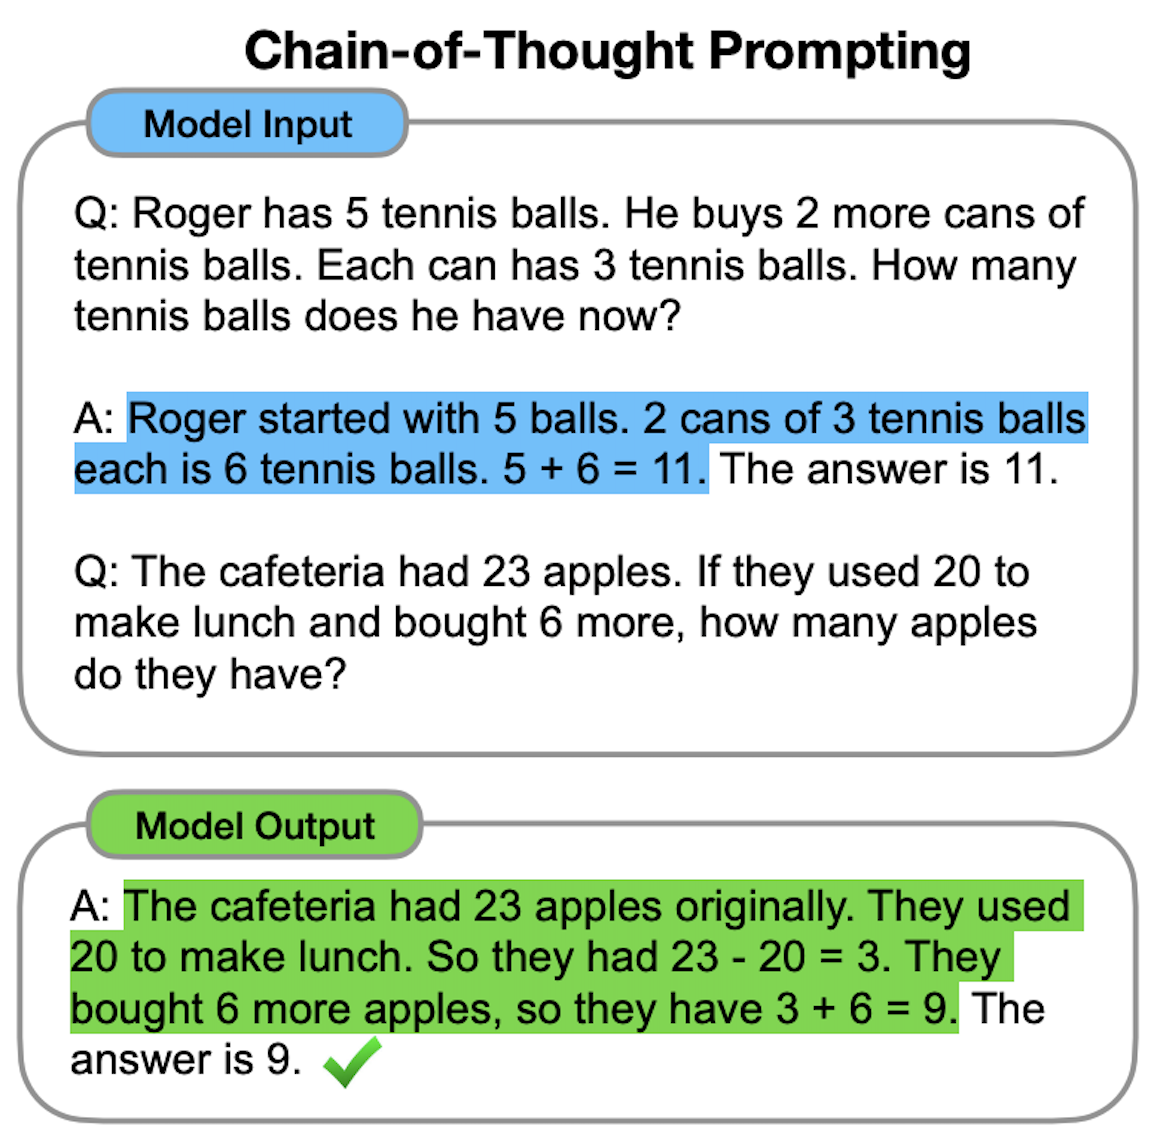 Chain-of-Thought Prompting
Model Input
Q: Roger has 5 tennis balls. He buys 2 more cans of
tennis balls. Each can has 3 tennis balls. How many
tennis balls does he have now?
A: Roger started with 5 balls. 2 cans of 3 tennis balls
each is 6 tennis balls. 5 + 6 = 11. The answer is 11.
Q: The cafeteria had 23 apples. If they used 20 to
make lunch and bought 6 more, how many apples
do they have?
Model Output
A: The cafeteria had 23 apples originally. They used
20 to make lunch. So they had 23 - 20 = 3. They
bought 6 more apples, so they have 3 + 6 = 9. The
answer is 9.